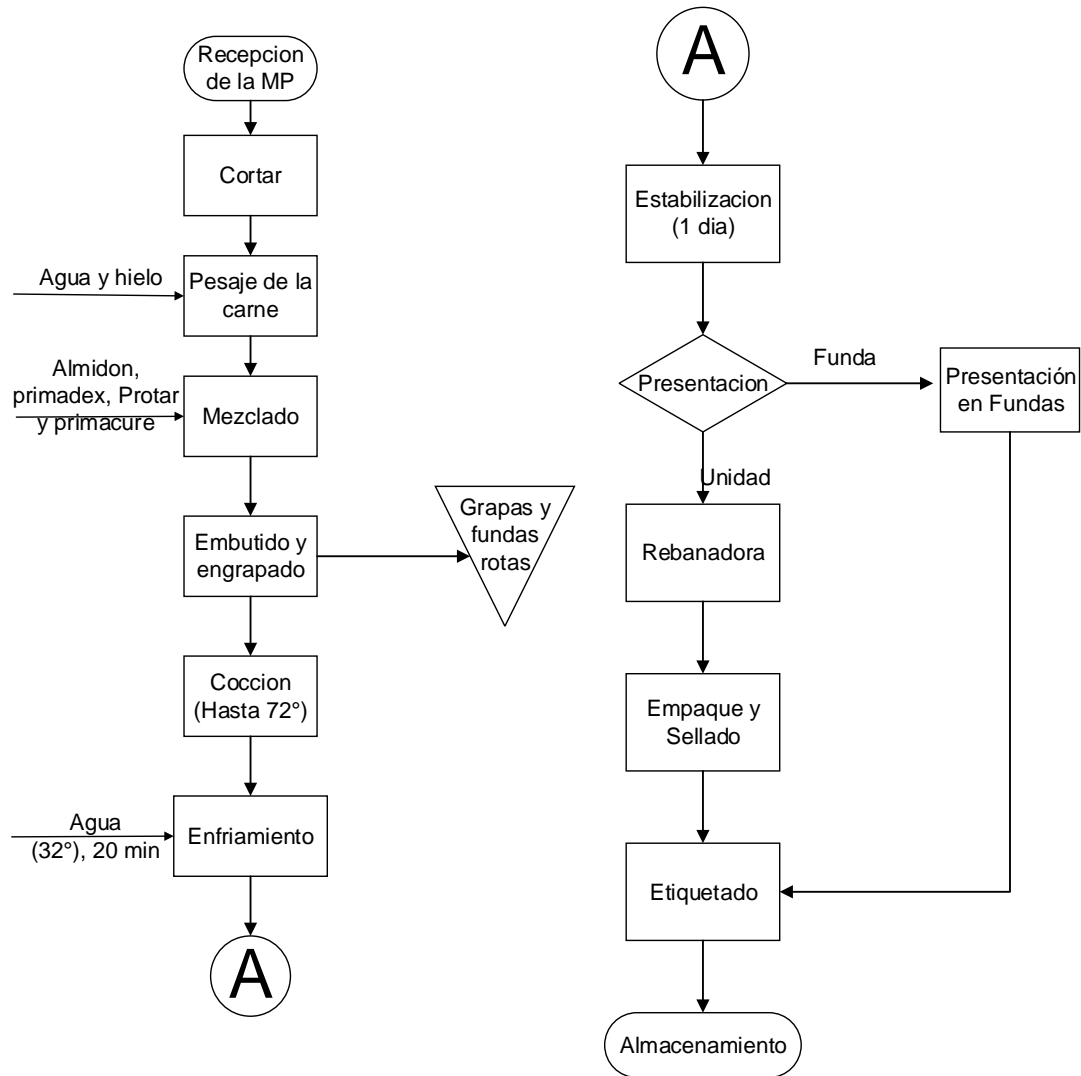 Recepcion
de la MP
Cortar
Agua y hielo
Pesaje de la
carne
Almidon,
primadex, Protar
y primacure
Mezclado
Embutido y
engrapado
Grapas y
fundas
rotas
Coccion
(Hasta 72°)
Agua
(32°), 20 min
Enfriamiento
A
A
Estabilizacion
(1 dia)
Presentacion
Funda
Presentación
en Fundas
Unidad
Rebanadora
Empaque y
Sellado
Etiquetado
Almacenamiento